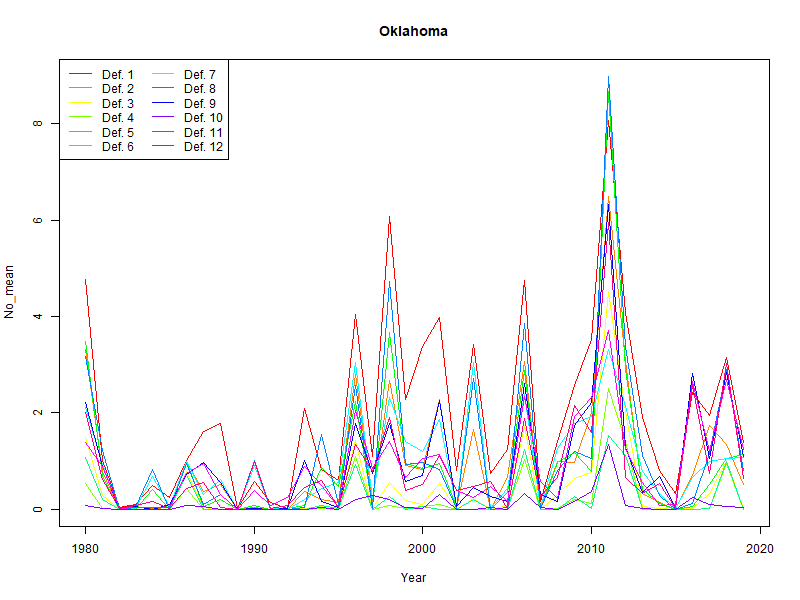 Oklahoma
Def. 1 Def. 7
Def. 2 Def. 8
Def. 3 Def. 9
Def. 4 Def. 10
Def. 5 Def. 11
Def. 6 Def. 12
8
6
4
2
0
No_mean
1980 1990 2000 2010 2020
Year